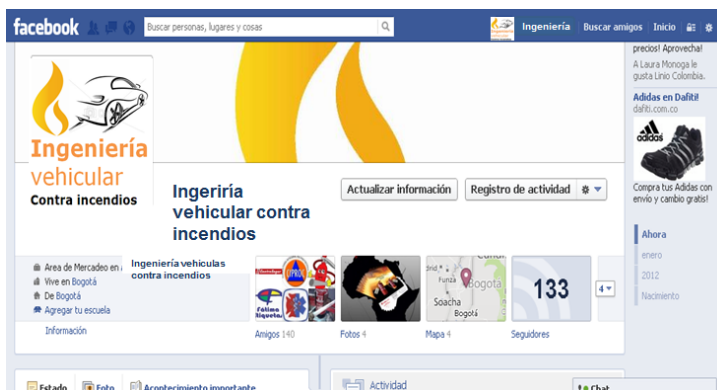 facebook
Buscar personas, lugares y cosas
Ingeniería
Buscar amigos
Inicio
precios! Aprovecha!
A Laura Monoga le
gusta Linio Colombia.
Adidas en Dafiti!
dafiti.com.co
adidas
Compra tus Adidas con
envío y cambio gratis!
Ingeniería
vehicular
Contra incendios
Ingeriría
vehicular contra
incendios
Actualizar información
Registro de actividad
Ahora
enero
2012
Nacimiento
Area de Mercadeo en
Ingeniería vehiculas
contra incendios
Vive en Bogotá
De Bogotá
Agregar tu escuela
Información
fatima
Funza
Bogota
Soacha
Bogotá
133
4
Amigos 140
Fotos 4
Mapa 4
Seguidores
Estado
Foto
Acontecimiento importante
Actividad
Chat